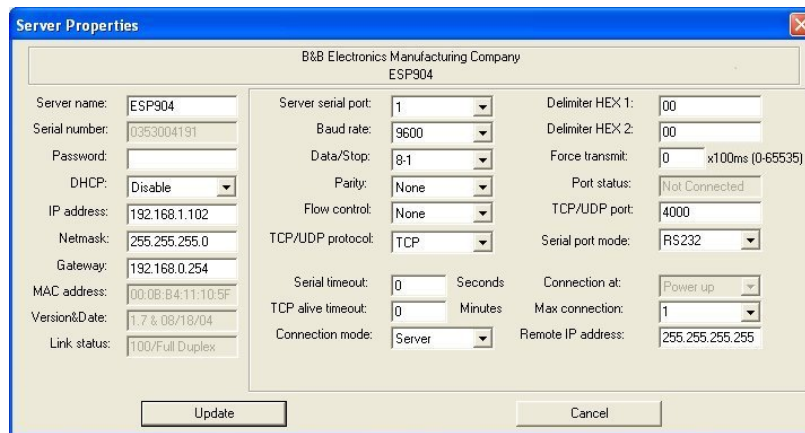 Server Properties
B&B Electronics Manufacturing Company
ESP904
Server name: ESP904
Serial number: 0353004191
Password:
DHCP: Disable
IP address: 192.168.1.102
Netmask: 255.255.255.0
Gateway: 192.168.0.254
MAC address: 00:0B:B4:11:10:5F
Version&Date: 1.7 & 08/18/04
Link status: 100/Full Duplex
Server serial port: 1
Baud rate: 9600
Data/Stop: 8-1
Parity: None
Flow control: None
TCP/UDP protocol: TCP
Serial timeout: 0 Seconds
TCP alive timeout: 0 Minutes
Connection mode: Server
Delimiter HEX 1: 00
Delimiter HEX 2: 00
Force transmit: 0 x100ms (0-65535)
Port status: Not Connected
TCP/UDP port: 4000
Serial port mode: RS232
Connection at: Power up
Max connection: 1
Remote IP address: 255.255.255.255
Update
Cancel